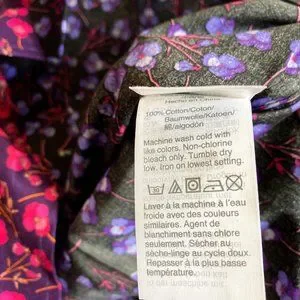 100% Cotton/Coton/
Baumwolle/Katoen/
綿/algodón
Machine wash cold with
like colors. Non-chlorine
bleach only. Tumble dry
low. Iron on lowest setting.
30
Laver à la machine à l'eau
froide avec des couleurs
similaires. Agent de
blanchiment sans chlore
seulement. Sécher au
sèche-linge au cycle doux.
Repasser à la plus basse
température.